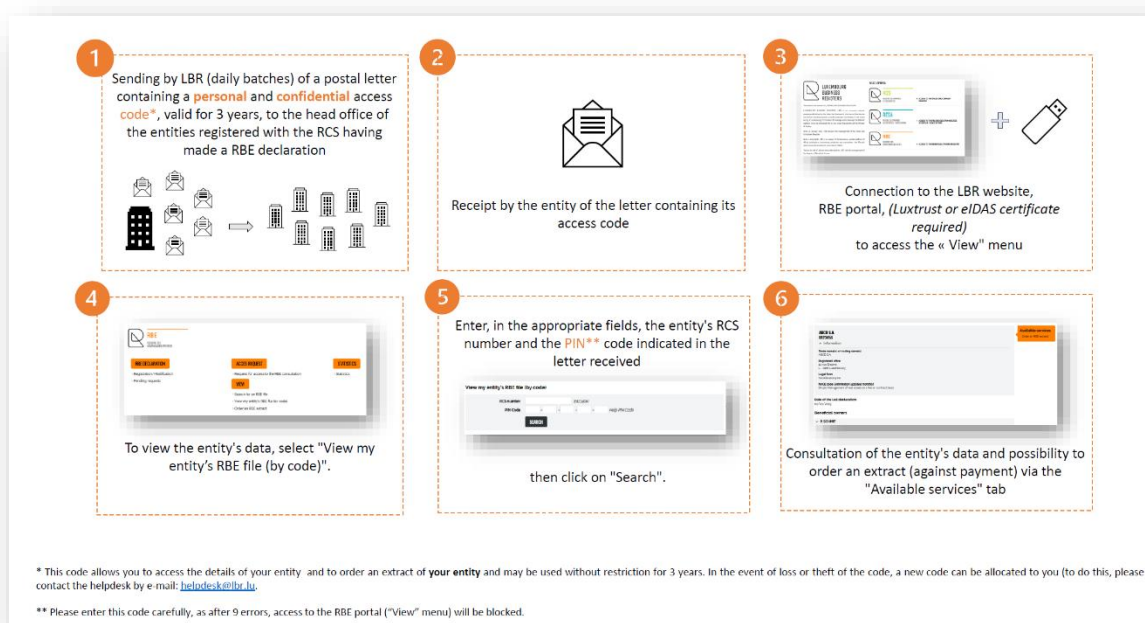 1
Sending by LBR (daily batches) of a postal letter
containing a personal and confidential access
code*, valid for 3 years, to the head office of
the entities registered with the RCS having
made a RBE declaration
2
Receipt by the entity of the letter containing its
access code
3
LUXEMBOURG
BUSINESS
REGISTERS
Connection to the LBR website,
RBE portal, (Luxtrust or eIDAS certificate
required)
to access the « View" menu
4
RBE
RBE DECLARATION
ACCESS REQUEST
STATISTICS
VIEW
To view the entity's data, select "View my
entity’s RBE file (by code)".
5
Enter, in the appropriate fields, the entity's RCS
number and the PIN** code indicated in the
letter received
View my entity's RBE file (by code)
RCS number
PIN Code
SEARCH
then click on "Search".
6
Available services
Consultation of the entity's data and possibility to
order an extract (against payment) via the
"Available services" tab
* This code allows you to access the details of your entity and to order an extract of your entity and may be used without restriction for 3 years. In the event of loss or theft of the code, a new code can be allocated to you (to do this, please
contact the helpdesk by e-mail: helpdesk@lbr.lu.
** Please enter this code carefully, as after 9 errors, access to the RBE portal ("View" menu) will be blocked.